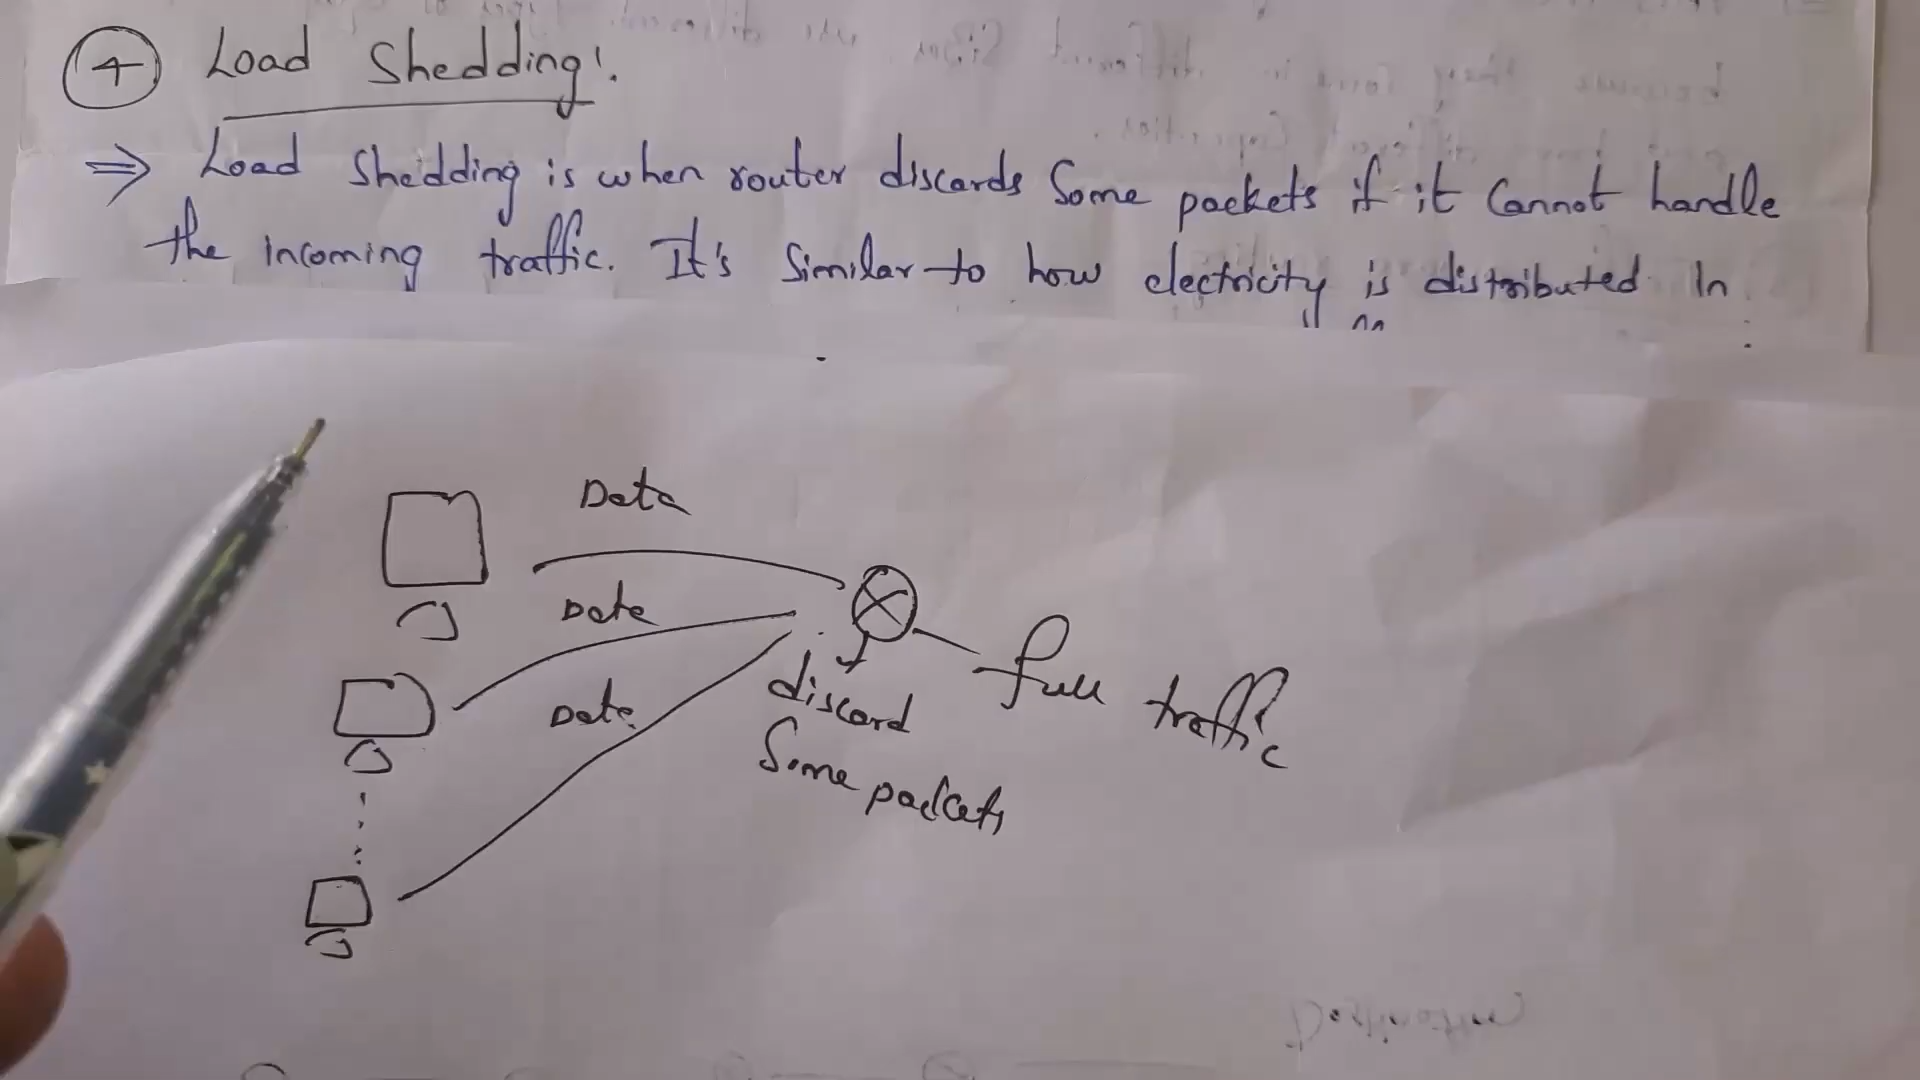 4 Load Shedding:
⇒ Load Shedding is when router discards Some packets if it Cannot handle
the incoming traffic. It's Similar to how electricity is distributed In
Data
Data
Data
discard
Some packets
full traffic